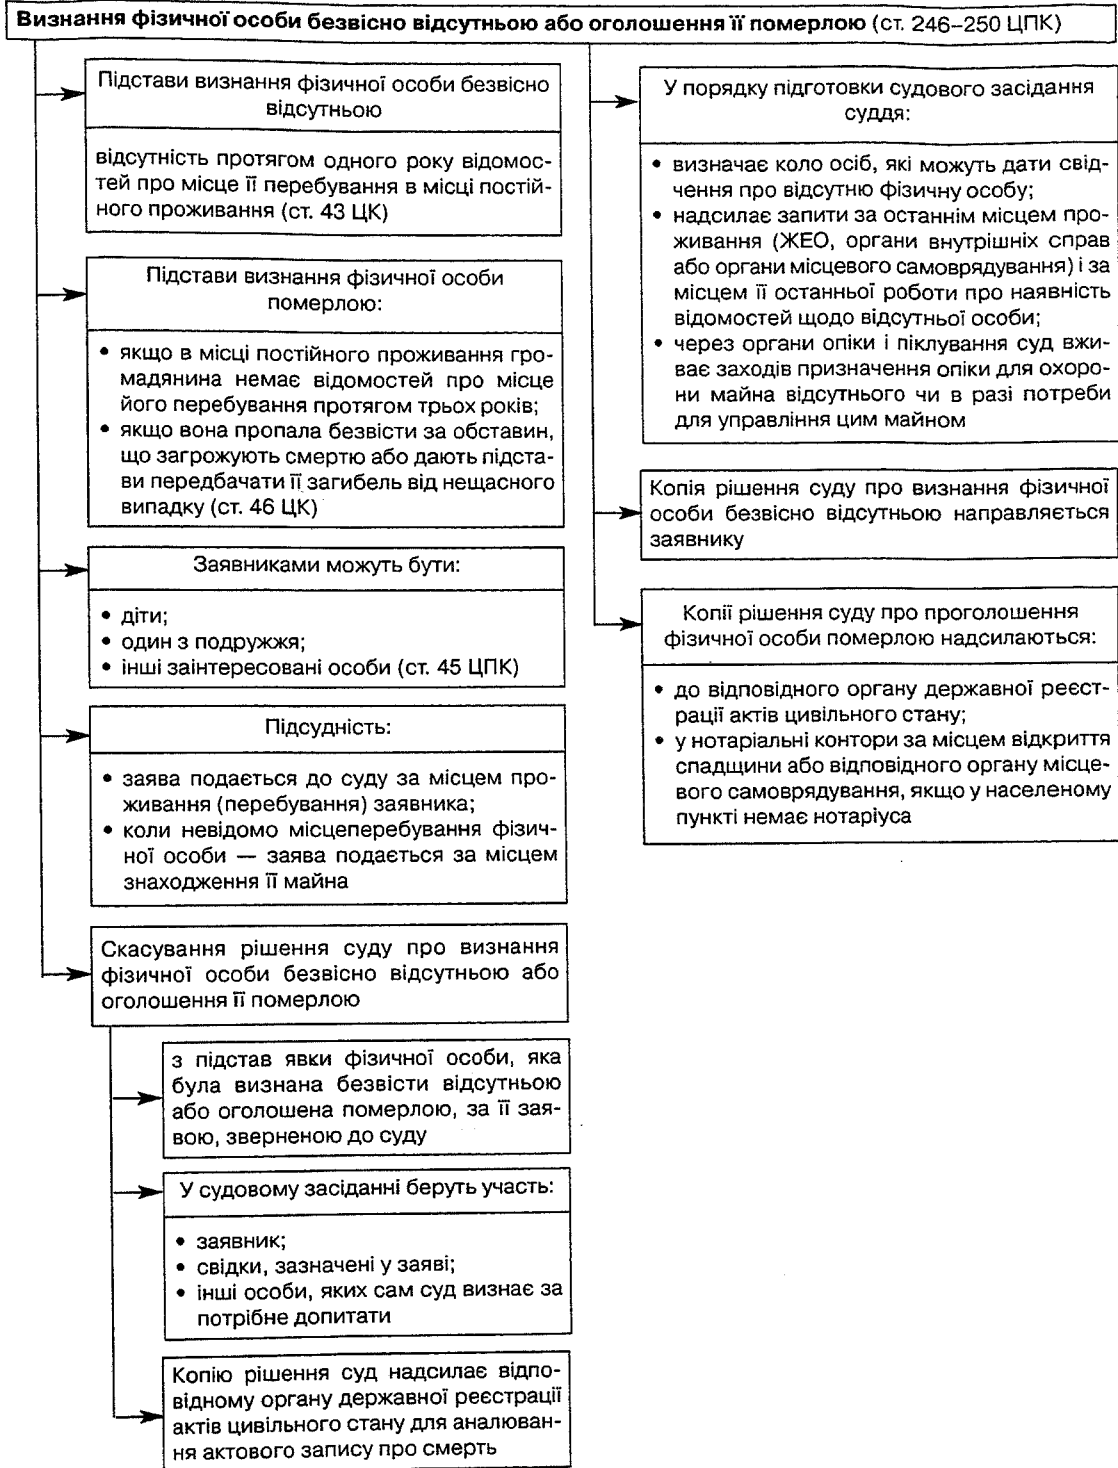 Визнання фізичної особи безвісно відсутньою або оголошення її померлою (ст. 246–250 ЦПК)
Підстави визнання фізичної особи безвісно
відсутньою
відсутність протягом одного року відомос-
тей про місце її перебування в місці постій-
ного проживання (ст. 43 ЦК)
Підстави визнання фізичної особи
померлою:
• якщо в місці постійного проживання гро-
мадянина немає відомостей про місце
його перебування протягом трьох років;
• якщо вона пропала безвісти за обставин,
що загрожують смертю або дають підста-
ви передбачати її загибель від нещасного
випадку (ст. 46 ЦК)
Заявниками можуть бути:
• діти;
• один з подружжя;
• інші заінтересовані особи (ст. 45 ЦПК)
Підсудність:
• заява подається до суду за місцем про-
живання (перебування) заявника;
• коли невідомо місцеперебування фізич-
ної особи — заява подається за місцем
знаходження її майна
Скасування рішення суду про визнання
фізичної особи безвісно відсутньою або
оголошення її померлою
з підстав явки фізичної особи, яка
була визнана безвісти відсутньою
або оголошена померлою, за її зая-
вою, зверненою до суду
У судовому засіданні беруть участь:
• заявник;
• свідки, зазначені у заяві;
• інші особи, яких сам суд визнає за
потрібне допитати
Копію рішення суд надсилає відпо-
відному органу державної реєстрації
актів цивільного стану для аналюван-
ня актового запису про смерть
У порядку підготовки судового засідання
суддя:
• визначає коло осіб, які можуть дати свід-
чення про відсутню фізичну особу;
• надсилає запити за останнім місцем про-
живання (ЖЕО, органи внутрішніх справ
або органи місцевого самоврядування) і за
місцем її останньої роботи про наявність
відомостей щодо відсутньої особи;
• через органи опіки і піклування суд вжи-
ває заходів призначення опіки для охоро-
ни майна відсутнього чи в разі потреби
для управління цим майном
Копія рішення суду про визнання фізичної
особи безвісно відсутньою направляється
заявнику
Копії рішення суду про проголошення
фізичної особи померлою надсилаються:
• до відповідного органу державної реєст-
рації актів цивільного стану;
• у нотаріальні контори за місцем відкриття
спадщини або відповідного органу місце-
вого самоврядування, якщо у населеному
пункті немає нотаріуса